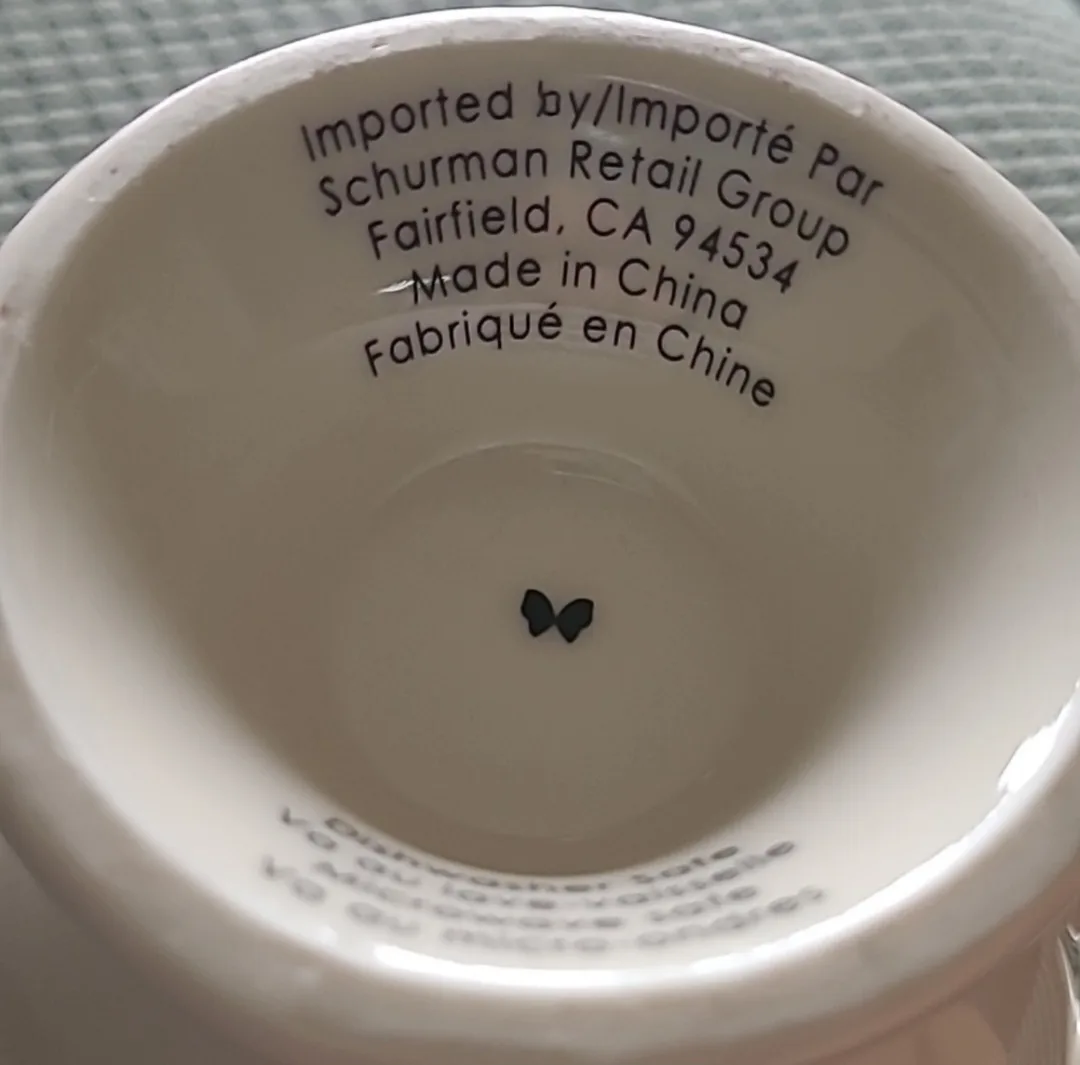 Imported by/Importé Par
Schurman Retail Group
Fairfield, CA 94534
Made in China
Fabriqué en Chine
Dishwasher Safe
Va au lave-vaisselle
Microwave safe
Va au micro-ondes